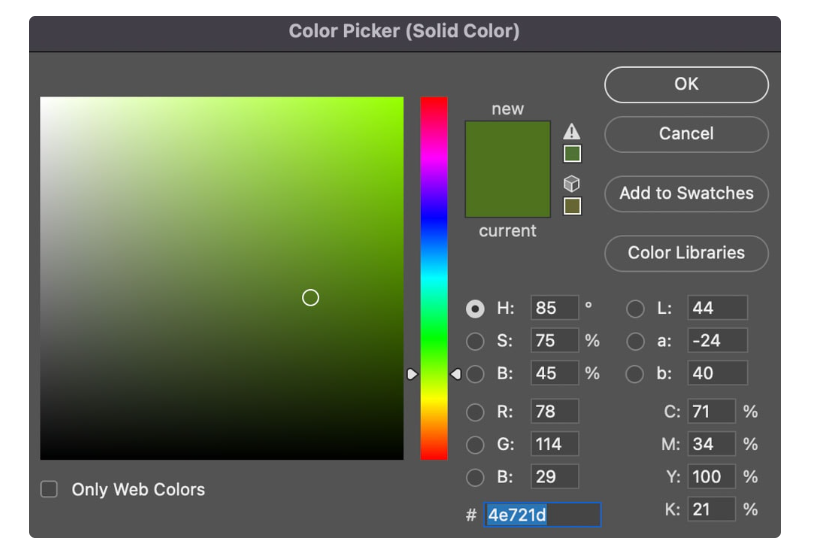 Color Picker (Solid Color)
new
current
OK
Cancel
Add to Swatches
Color Libraries
H: 85 °
S: 75 %
B: 45 %
R: 78
G: 114
B: 29
# 4e721d
L: 44
a: -24
b: 40
C: 71 %
M: 34 %
Y: 100 %
K: 21 %
Only Web Colors